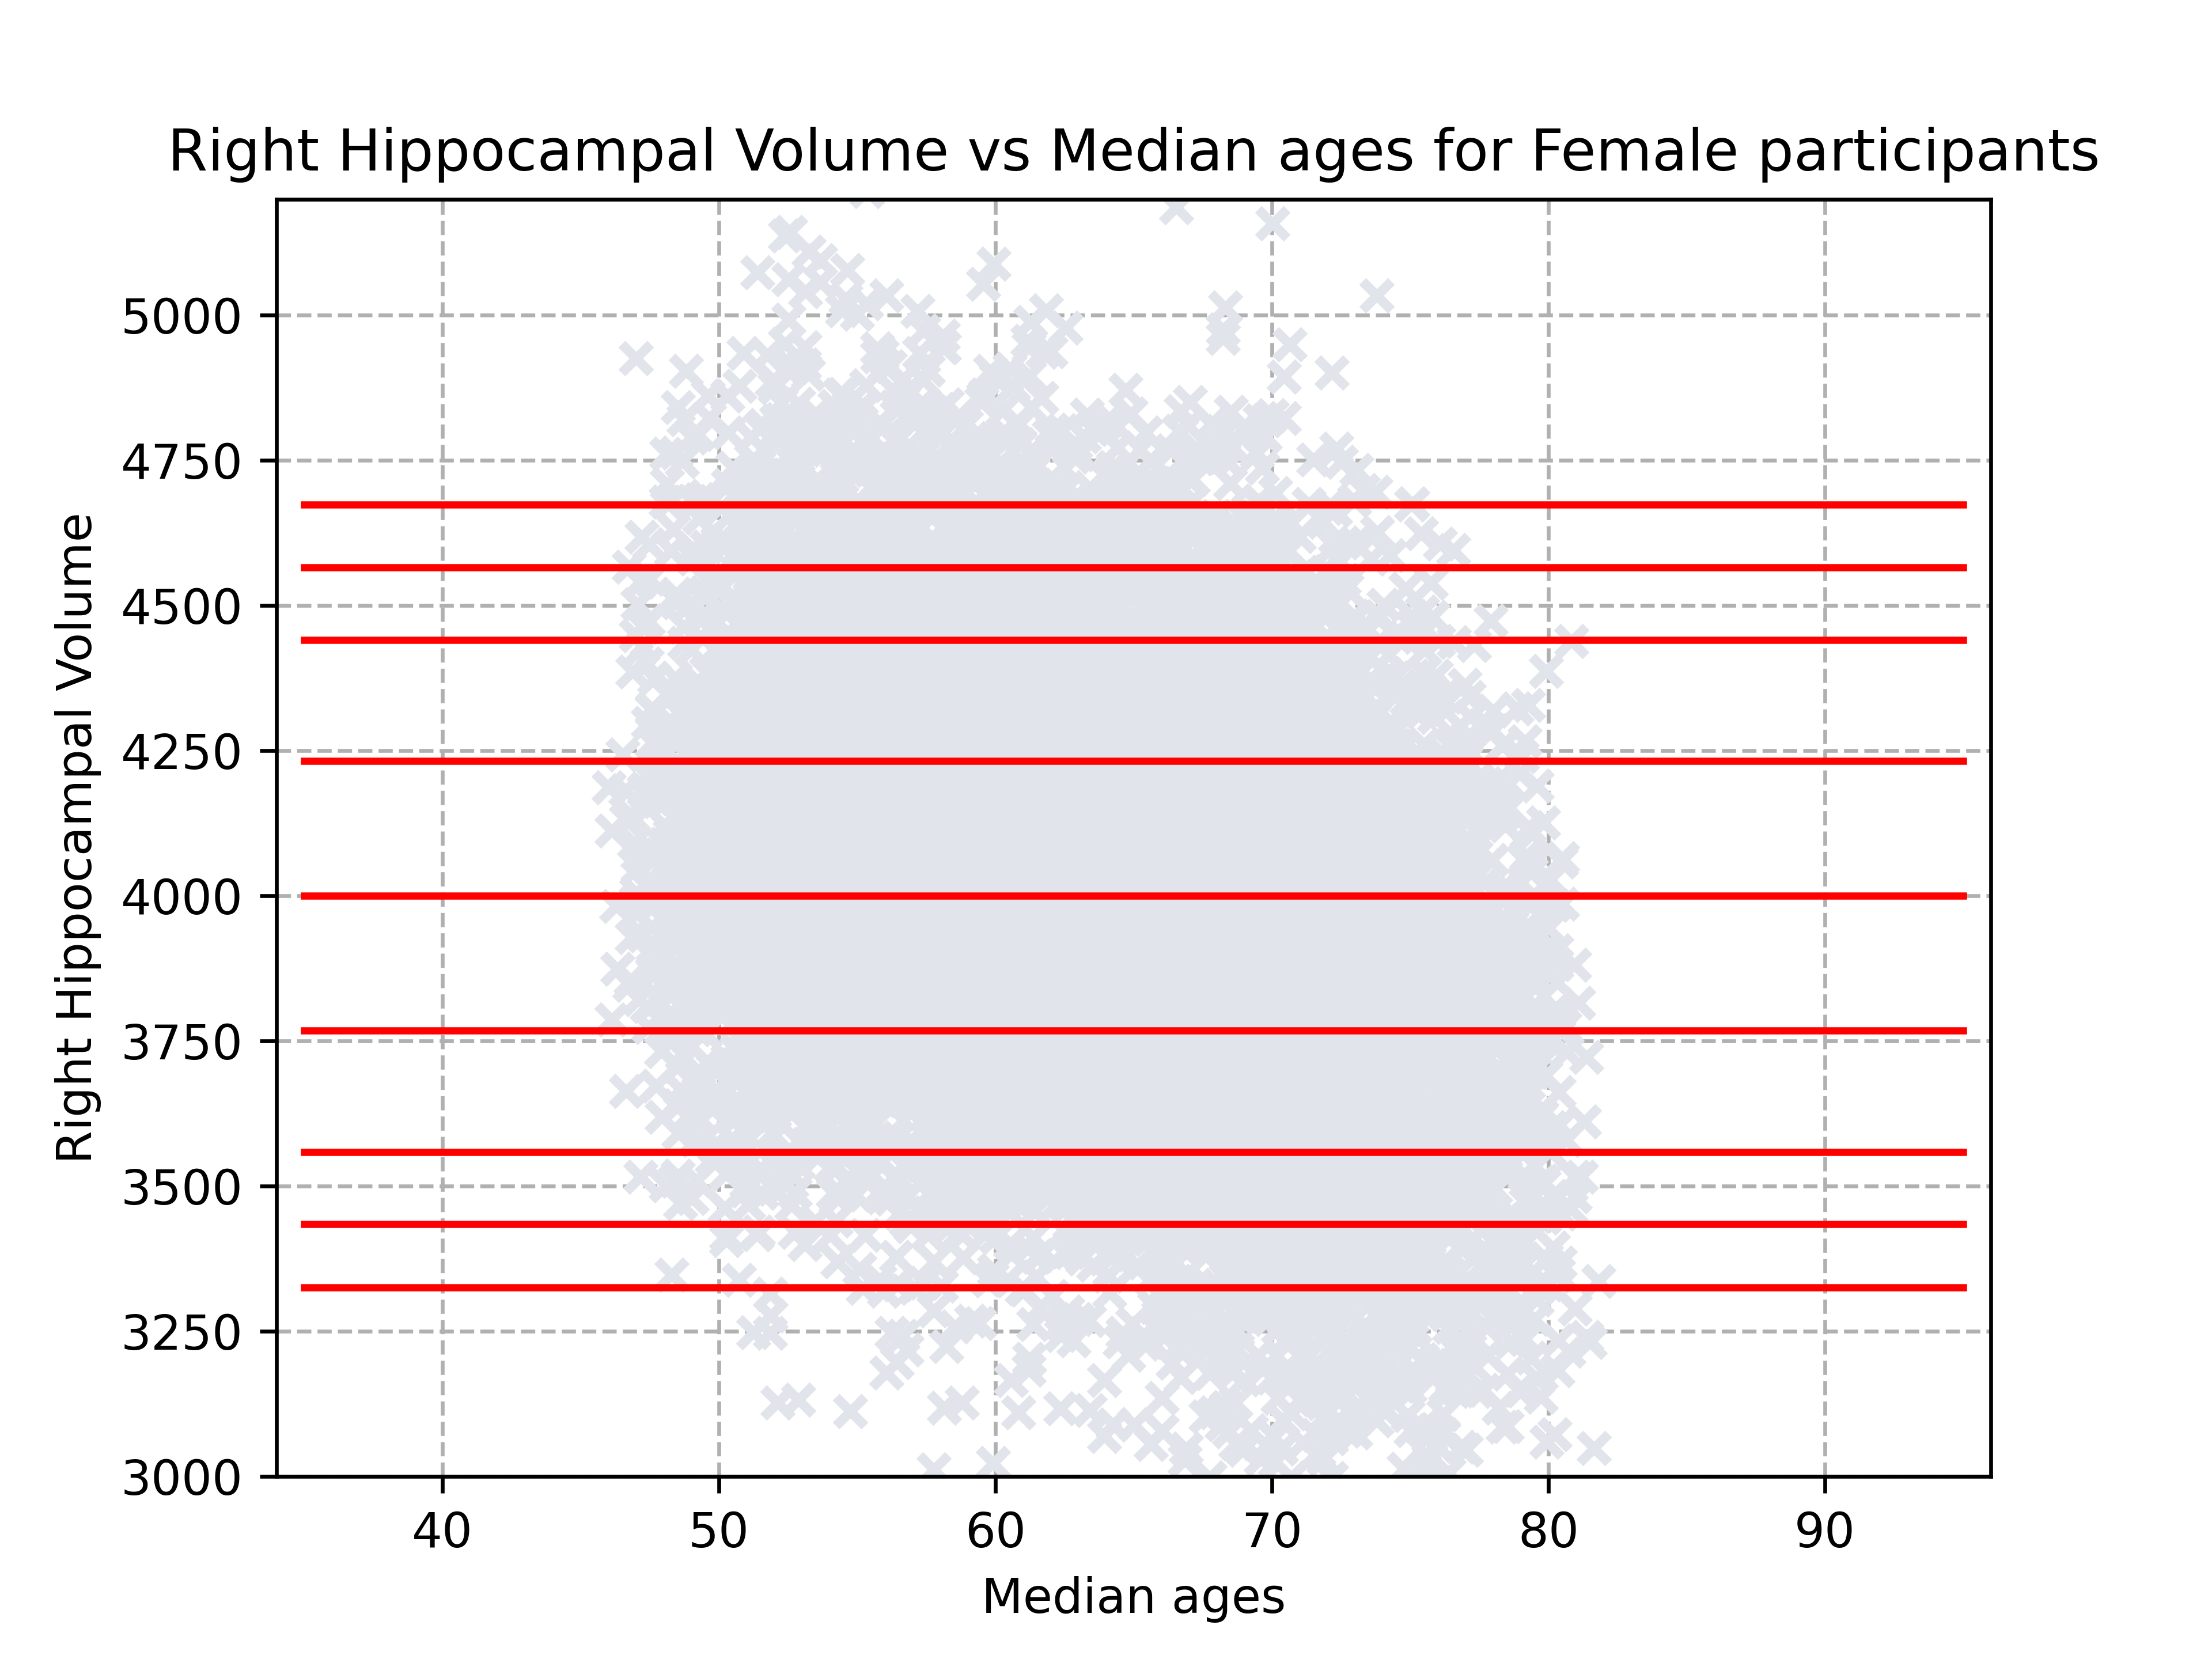 Right Hippocampal Volume vs Median ages for Female participants
Right Hippocampal Volume
5000
4750
4500
4250
4000
3750
3500
3250
3000
40 50 60 70 80 90
Median ages